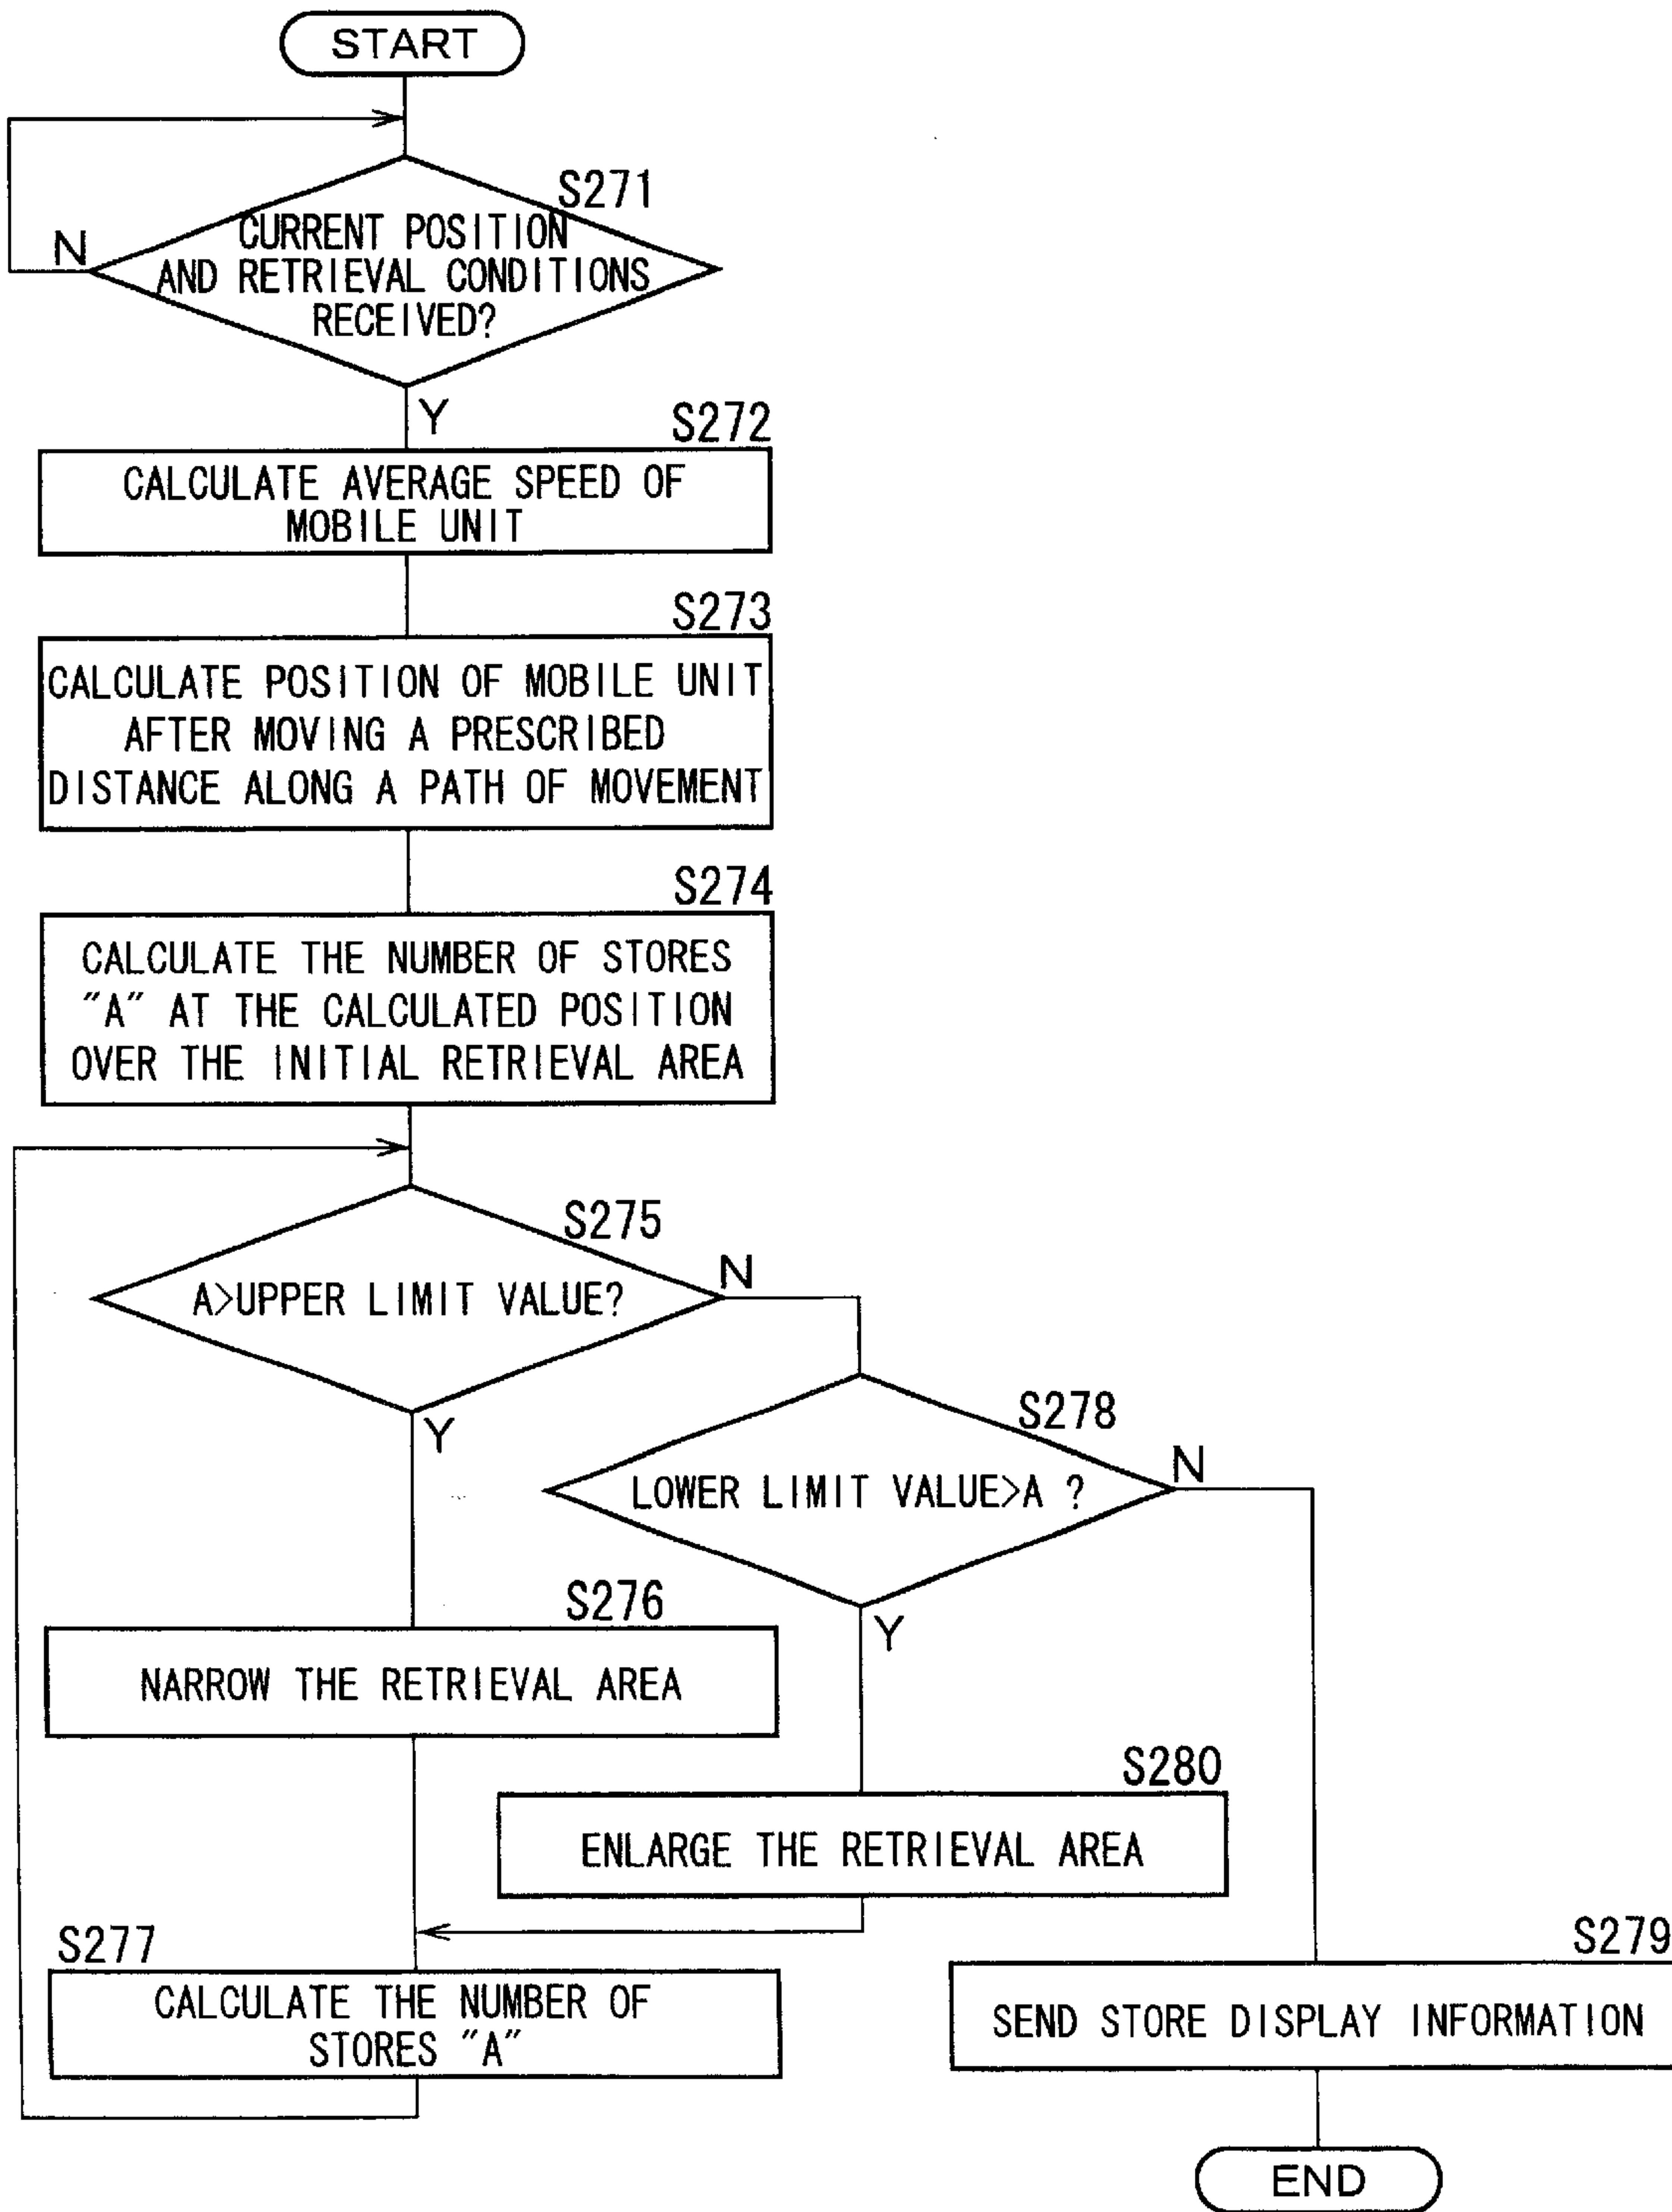 START
S271
CURRENT POSITION
AND RETRIEVAL CONDITIONS
RECEIVED?
N
Y
S272
CALCULATE AVERAGE SPEED OF
MOBILE UNIT
S273
CALCULATE POSITION OF MOBILE UNIT
AFTER MOVING A PRESCRIBED
DISTANCE ALONG A PATH OF MOVEMENT
S274
CALCULATE THE NUMBER OF STORES
"A" AT THE CALCULATED POSITION
OVER THE INITIAL RETRIEVAL AREA
S275
A>UPPER LIMIT VALUE?
N
Y
S278
LOWER LIMIT VALUE>A ?
N
Y
S276
NARROW THE RETRIEVAL AREA
S280
ENLARGE THE RETRIEVAL AREA
S277
CALCULATE THE NUMBER OF
STORES "A"
S279
SEND STORE DISPLAY INFORMATION
END